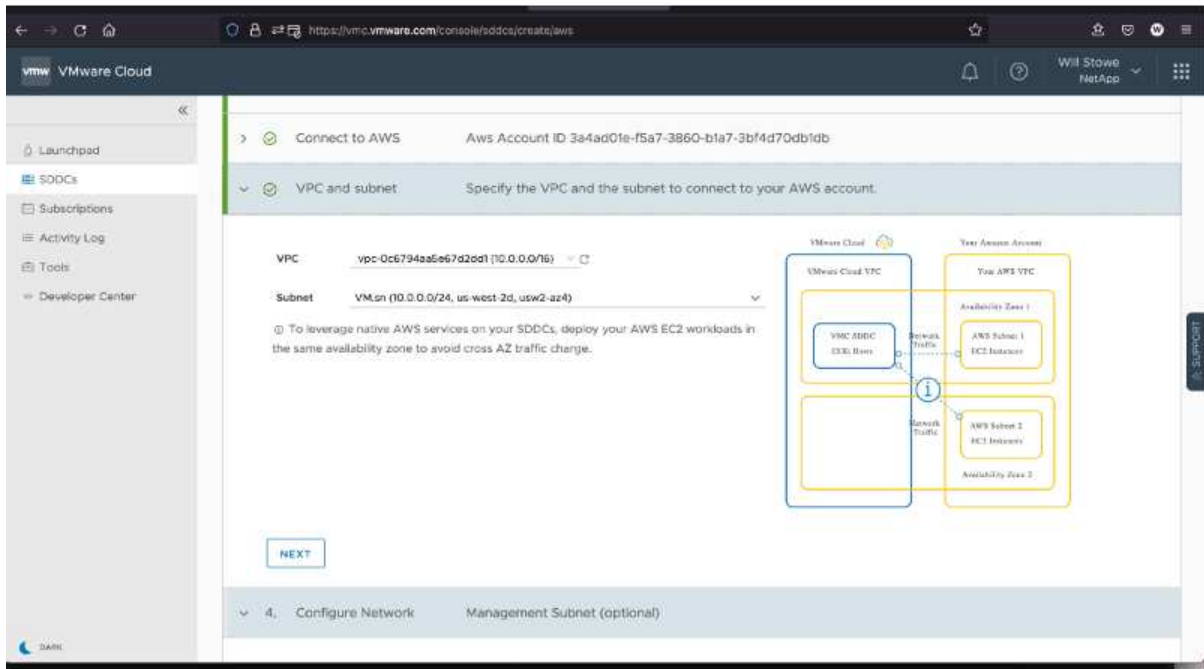 https://vmc.vmware.com/console/sddcs/create/aws
vmw VMware Cloud
Will Stowe
NetApp
Launchpad
SDDCs
Subscriptions
Activity Log
Tools
Developer Center
DARK
Connect to AWS Aws Account ID 3a4ad01e-f5a7-3860-b1a7-3bf4d70db1db
VPC and subnet Specify the VPC and the subnet to connect to your AWS account.
VPC vpc-0c6794aa5e67d2dd1 (10.0.0.0/16)
Subnet VM.sn (10.0.0.0/24, us-west-2d, usw2-az4)
To leverage native AWS services on your SDDCs, deploy your AWS EC2 workloads in
the same availability zone to avoid cross AZ traffic charge.
VMware Cloud
Your Amazon Account
VMware Cloud VPC
Your AWS VPC
Availability Zone 1
VMC SDDC
ESXi Hosts
Network
Traffic
AWS Subnet 1
EC2 Instances
Network
Traffic
AWS Subnet 2
EC2 Instances
Availability Zone 2
NEXT
4. Configure Network Management Subnet (optional)
SUPPORT